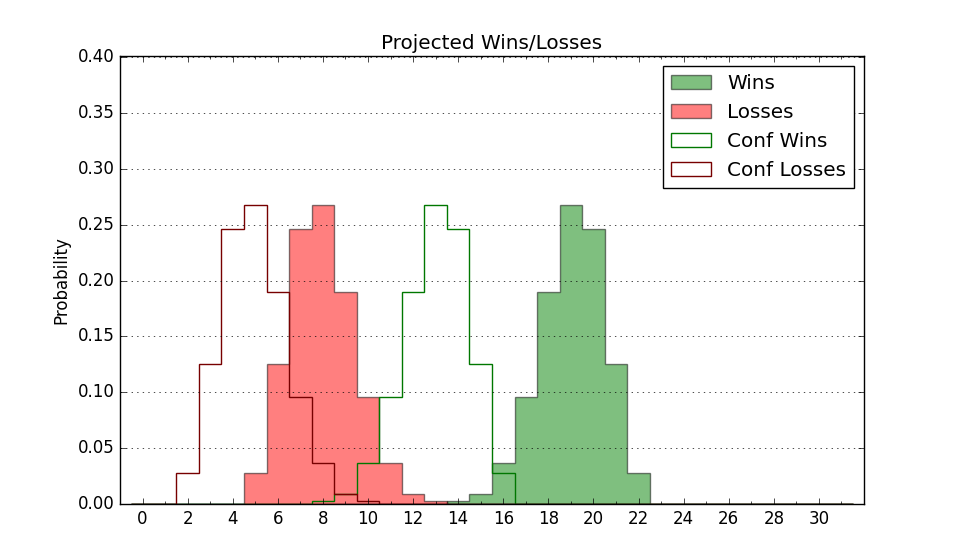 Projected Wins/Losses
0.40
0.35
0.30
0.25
0.20
0.15
0.10
0.05
0.00
Probability
Wins
Losses
Conf Wins
Conf Losses
0 2 4 6 8 10 12 14 16 18 20 22 24 26 28 30